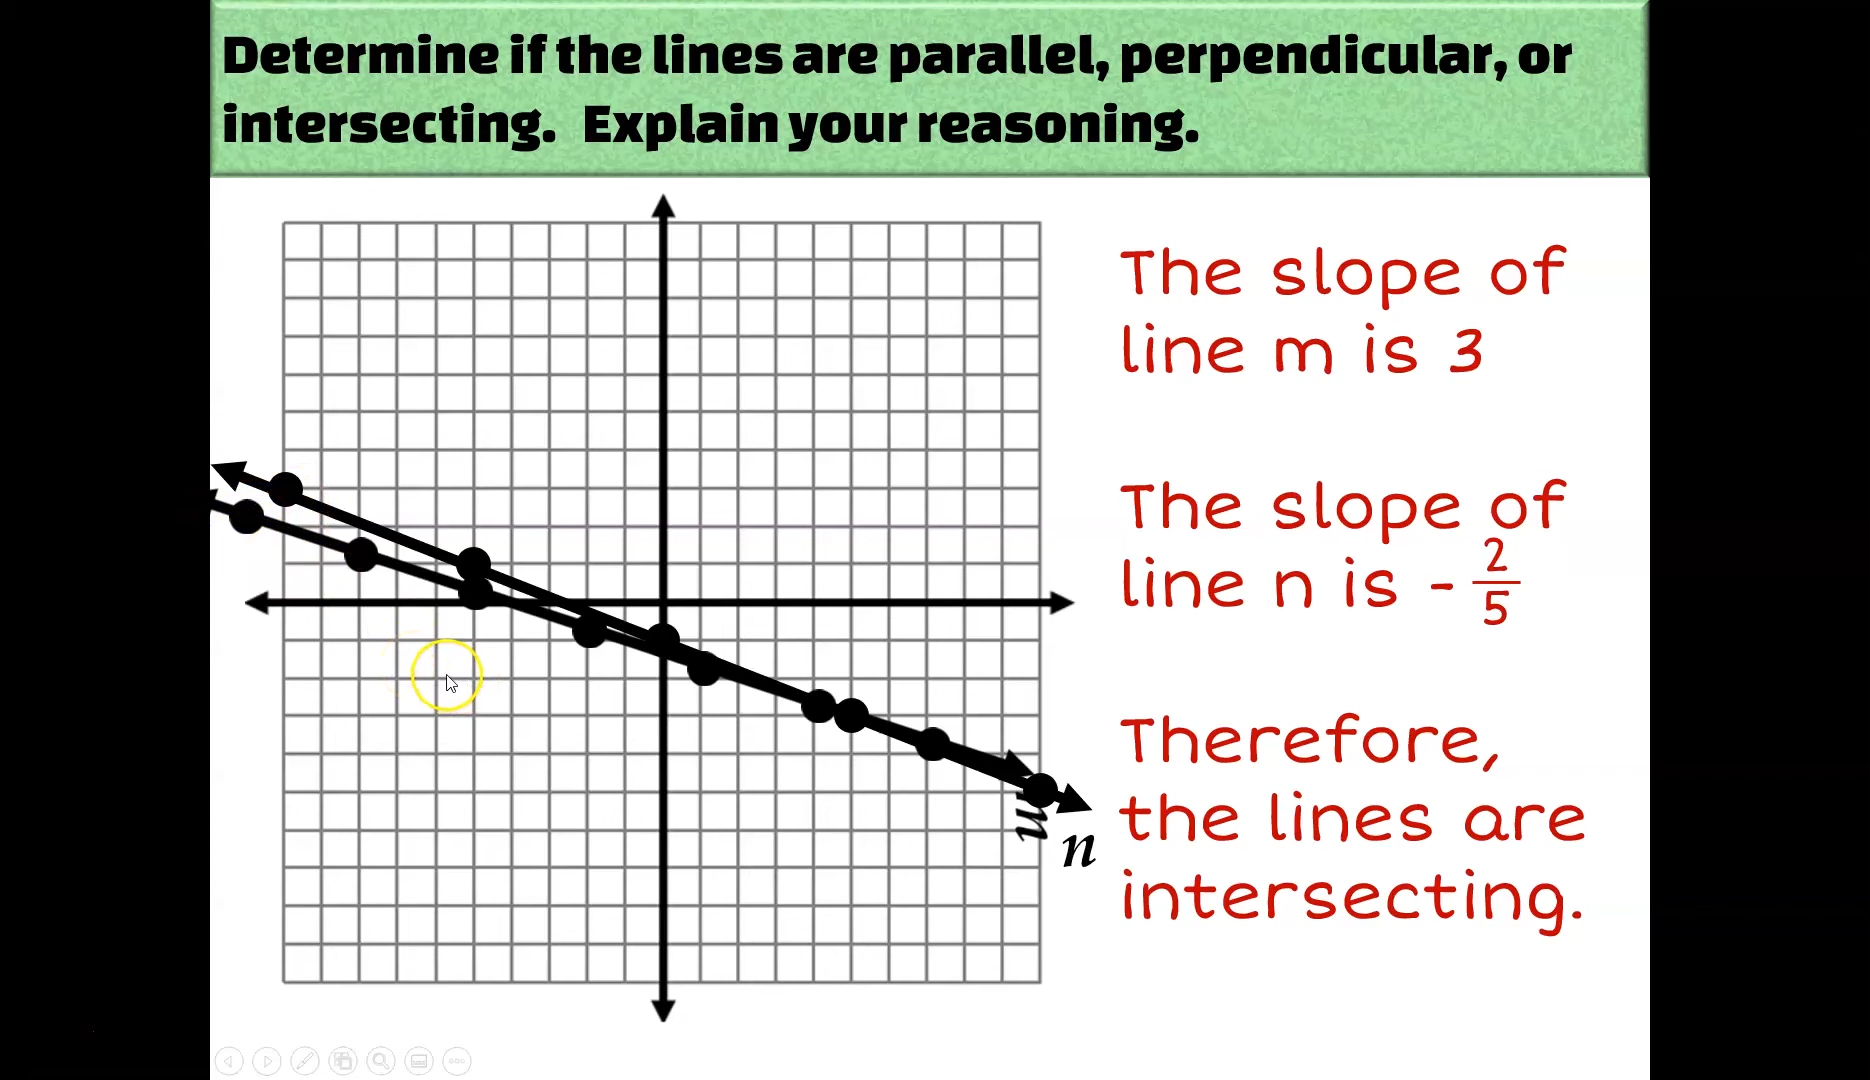 Determine if the lines are parallel, perpendicular, or
intersecting. Explain your reasoning.
The slope of
line m is 3
The slope of
line n is - 2/5
Therefore,
the lines are
intersecting.
m
n